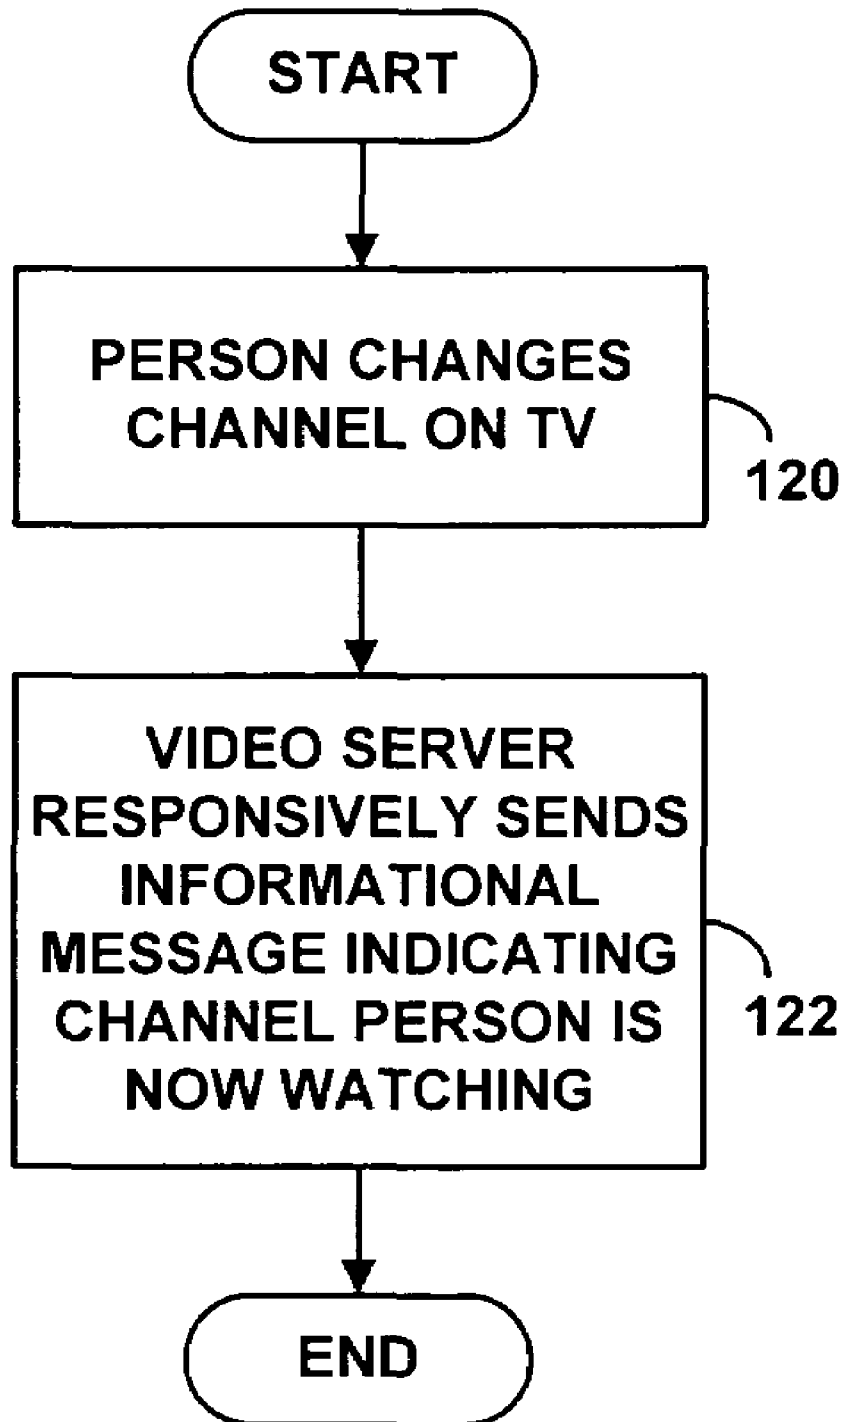 START
PERSON CHANGES
CHANNEL ON TV
120
VIDEO SERVER
RESPONSIVELY SENDS
INFORMATIONAL
MESSAGE INDICATING
CHANNEL PERSON IS
NOW WATCHING
122
END